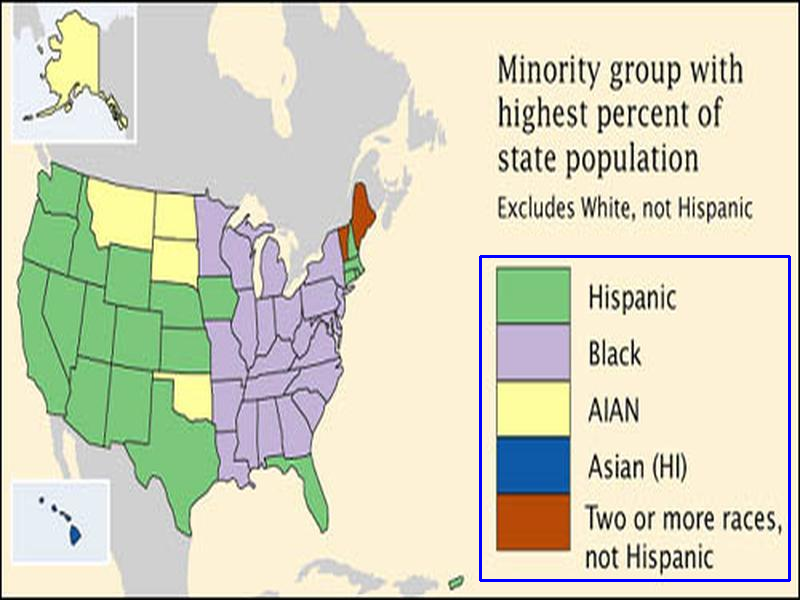 Minority group with
highest percent of
state population
Excludes White, not Hispanic
Hispanic
Black
AIAN
Asian (HI)
Two or more races,
not Hispanic